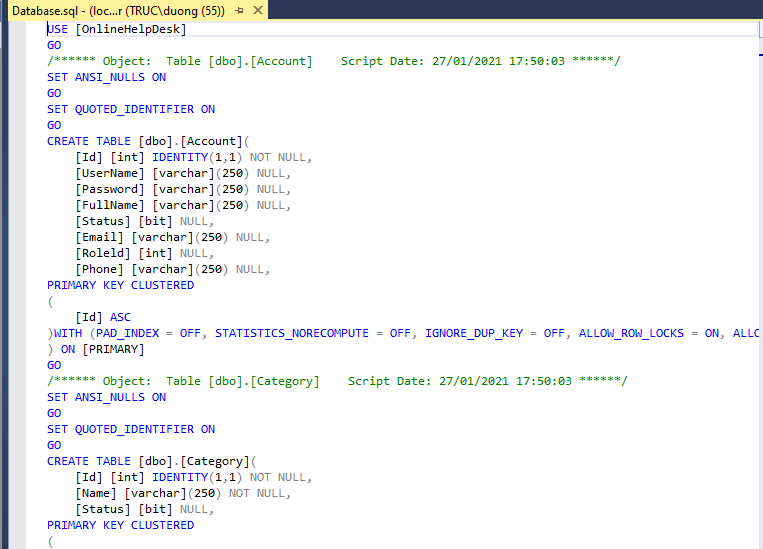 Database.sql - (loc...r (TRUC\duong (55))
USE [OnlineHelpDesk]
GO
/****** Object:  Table [dbo].[Account]    Script Date: 27/01/2021 17:50:03 ******/
SET ANSI_NULLS ON
GO
SET QUOTED_IDENTIFIER ON
GO
CREATE TABLE [dbo].[Account](
    [Id] [int] IDENTITY(1,1) NOT NULL,
    [UserName] [varchar](250) NULL,
    [Password] [varchar](250) NULL,
    [FullName] [varchar](250) NULL,
    [Status] [bit] NULL,
    [Email] [varchar](250) NULL,
    [RoleId] [int] NULL,
    [Phone] [varchar](250) NULL,
PRIMARY KEY CLUSTERED
(
    [Id] ASC
)WITH (PAD_INDEX = OFF, STATISTICS_NORECOMPUTE = OFF, IGNORE_DUP_KEY = OFF, ALLOW_ROW_LOCKS = ON, ALLO
) ON [PRIMARY]
GO
/****** Object:  Table [dbo].[Category]    Script Date: 27/01/2021 17:50:03 ******/
SET ANSI_NULLS ON
GO
SET QUOTED_IDENTIFIER ON
GO
CREATE TABLE [dbo].[Category](
    [Id] [int] IDENTITY(1,1) NOT NULL,
    [Name] [varchar](250) NOT NULL,
    [Status] [bit] NULL,
PRIMARY KEY CLUSTERED
(